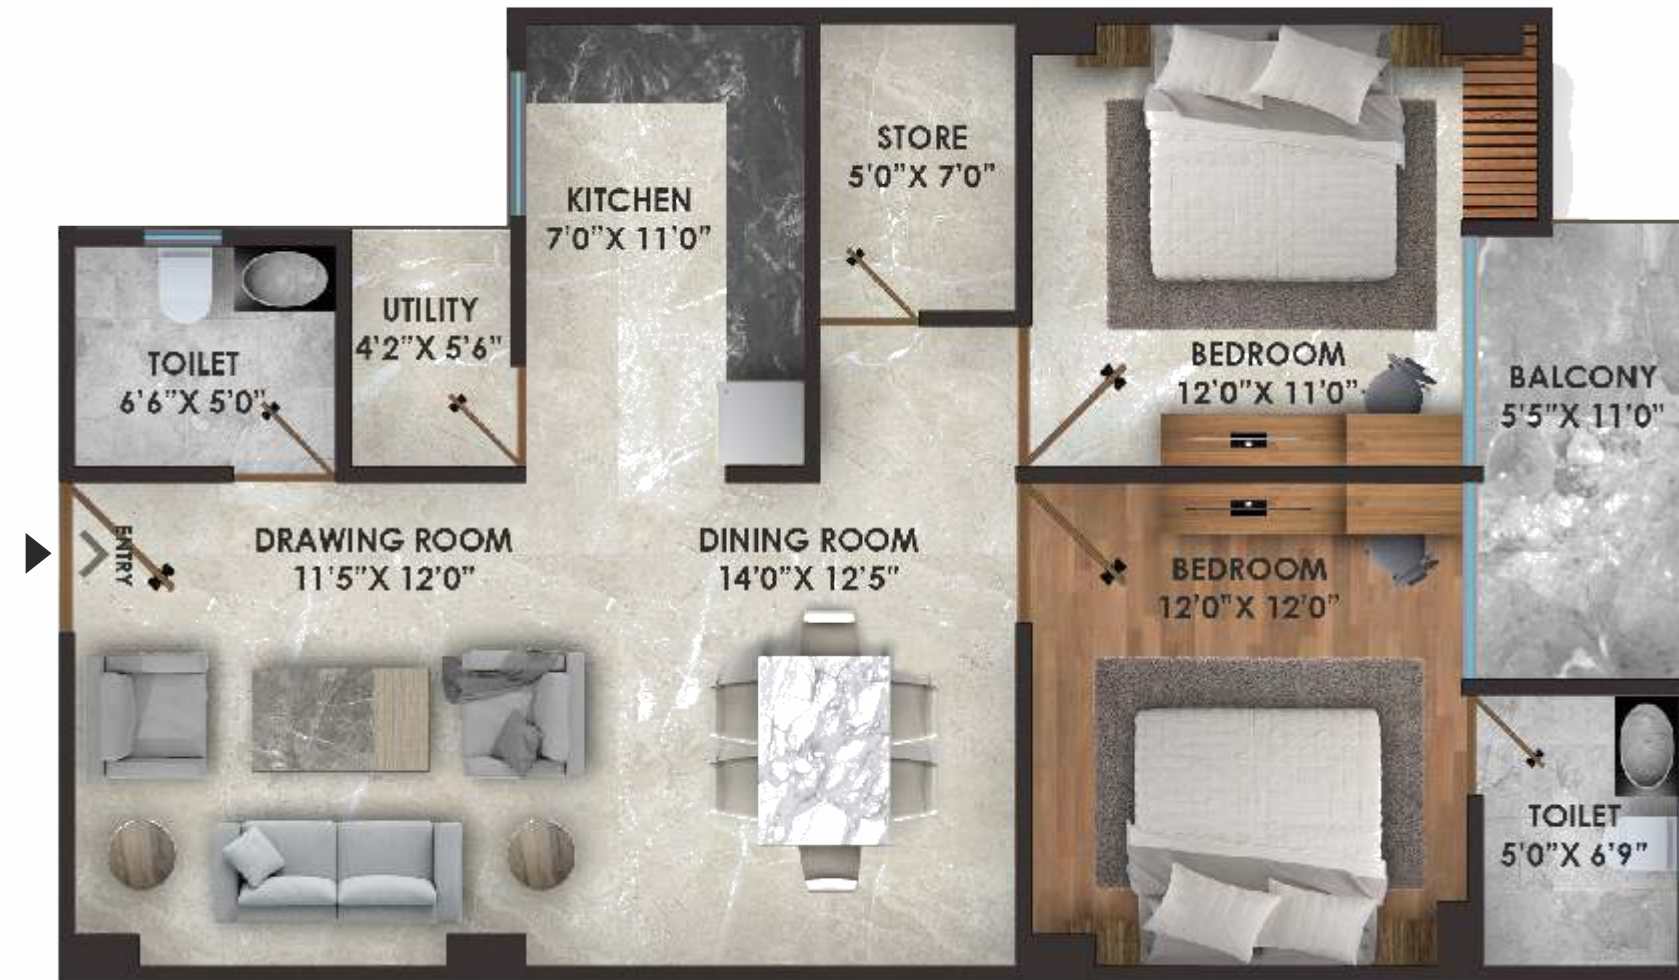 STORE
5'0"X 7'0"
KITCHEN
7'0"X 11'0"
UTILITY
4'2"X 5'6"
TOILET
6'6"X 5'0"
BEDROOM
12'0"X 11'0"
BALCONY
5'5"X 11'0"
ENTRY
DRAWING ROOM
11'5"X 12'0"
DINING ROOM
14'0"X 12'5"
BEDROOM
12'0"X 12'0"
TOILET
5'0"X 6'9"